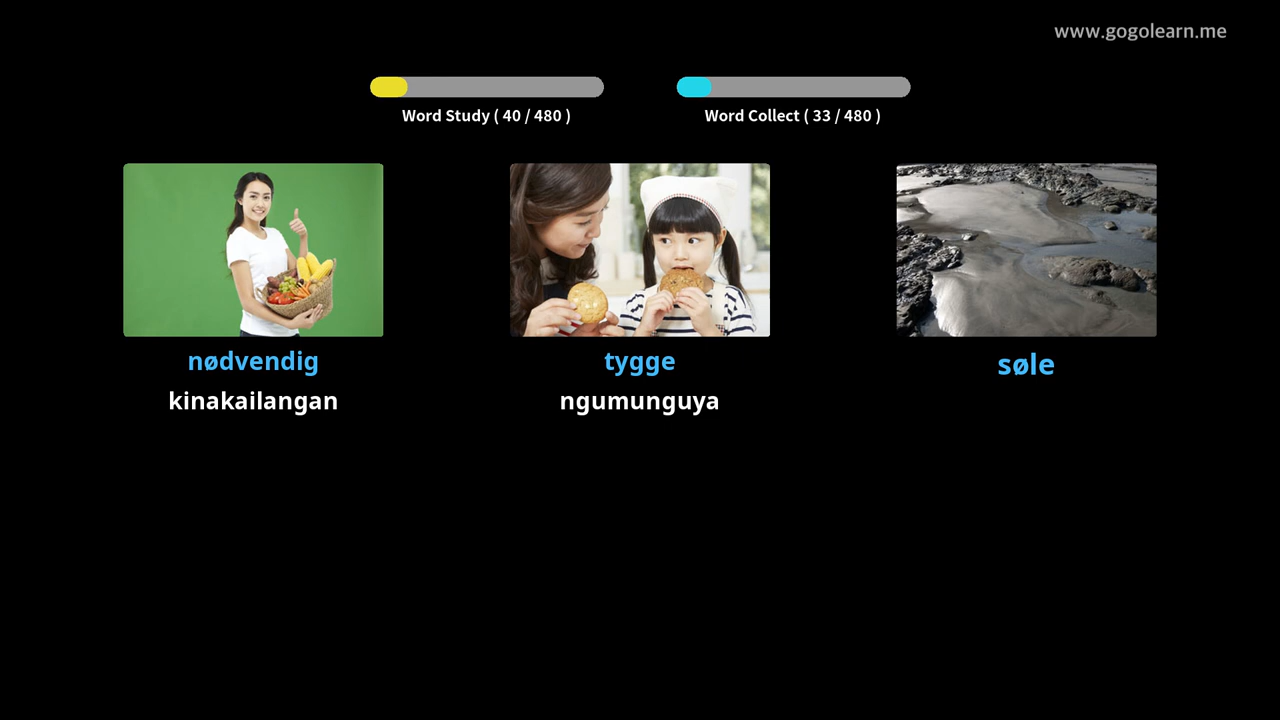 www.gogolearn.me
Word Study ( 40 / 480 )
Word Collect ( 33 / 480 )
nødvendig
kinakailangan
tygge
ngumunguya
søle